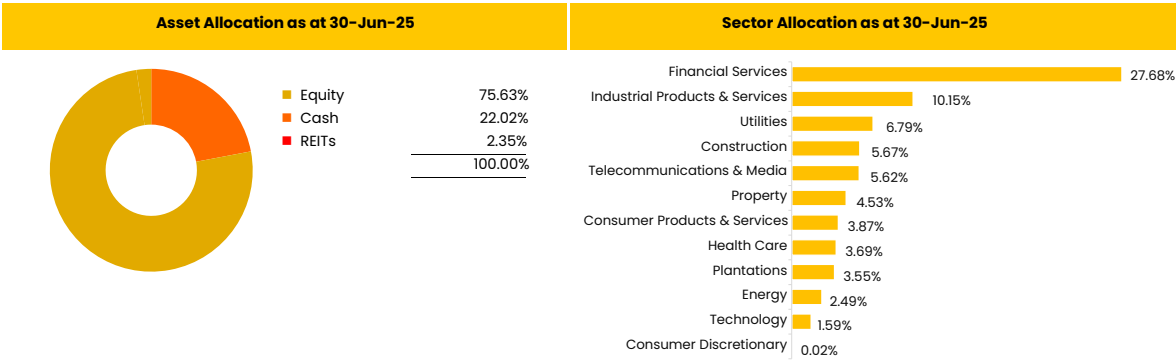 Asset Allocation as at 30-Jun-25
Equity 75.63%
Cash 22.02%
REITs 2.35%
100.00%
Sector Allocation as at 30-Jun-25
Financial Services 27.68%
Industrial Products & Services 10.15%
Utilities 6.79%
Construction 5.67%
Telecommunications & Media 5.62%
Property 4.53%
Consumer Products & Services 3.87%
Health Care 3.69%
Plantations 3.55%
Energy 2.49%
Technology 1.59%
Consumer Discretionary 0.02%